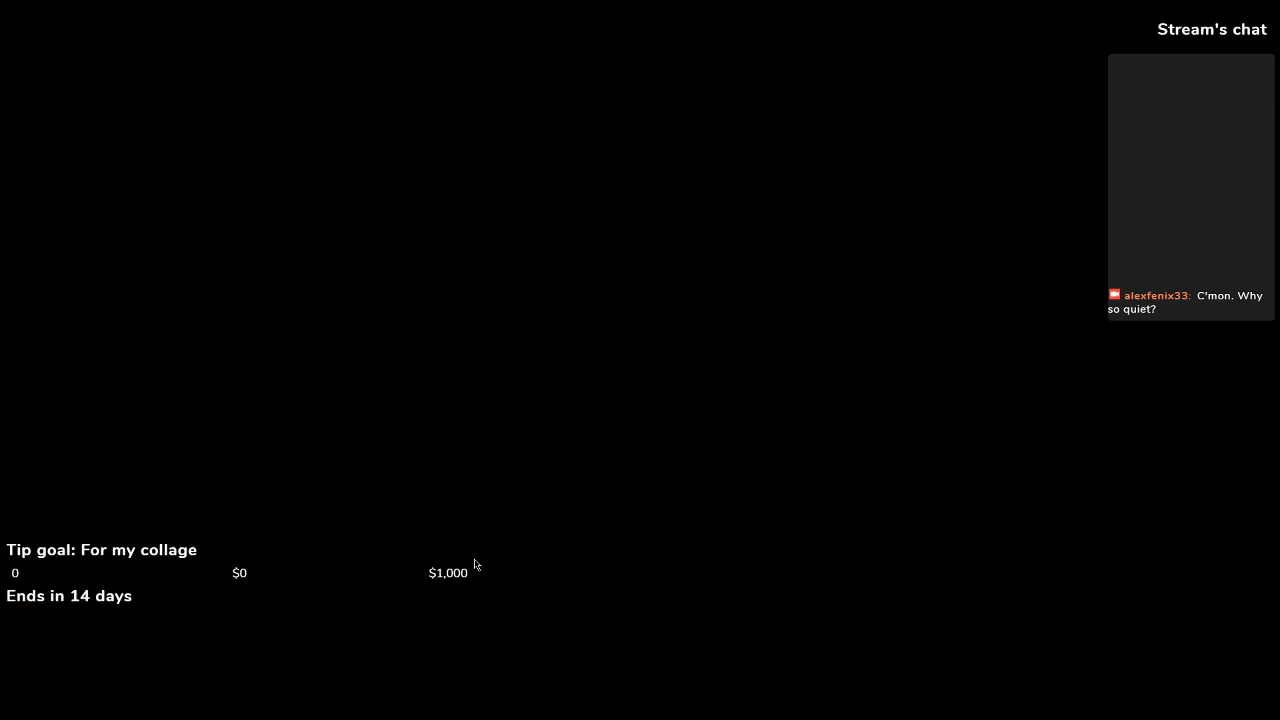 Stream's chat
alexfenix33: C'mon. Why
so quiet?
Tip goal: For my collage
0 $0 $1,000
Ends in 14 days